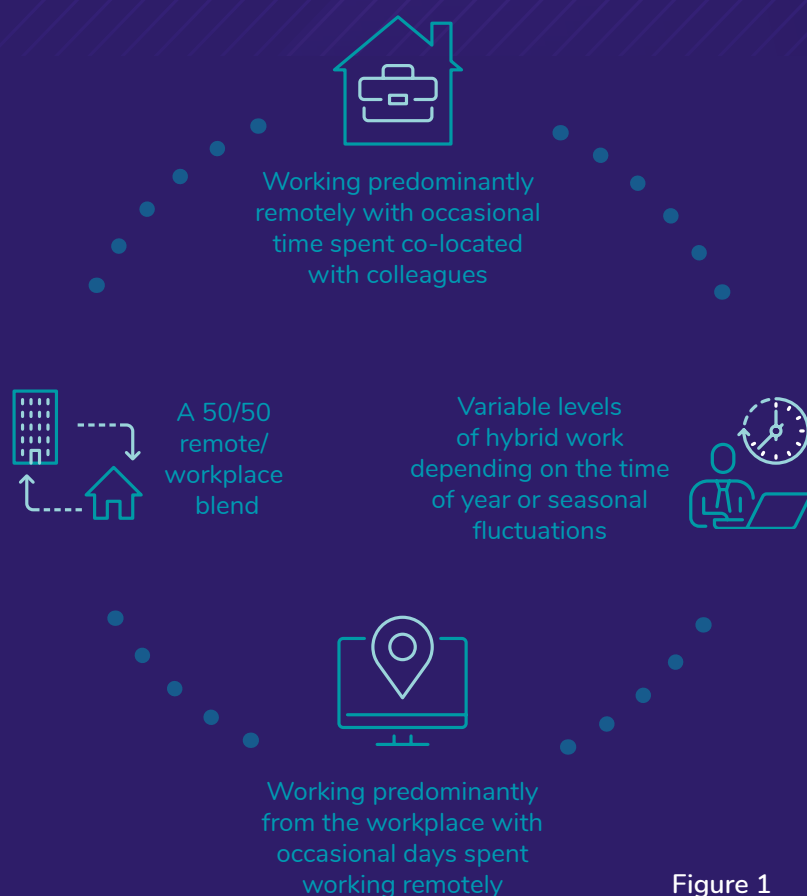 Working predominantly
remotely with occasional
time spent co-located
with colleagues
A 50/50
remote/
workplace
blend
Variable levels
of hybrid work
depending on the time
of year or seasonal
fluctuations
Working predominantly
from the workplace with
occasional days spent
working remotely
Figure 1